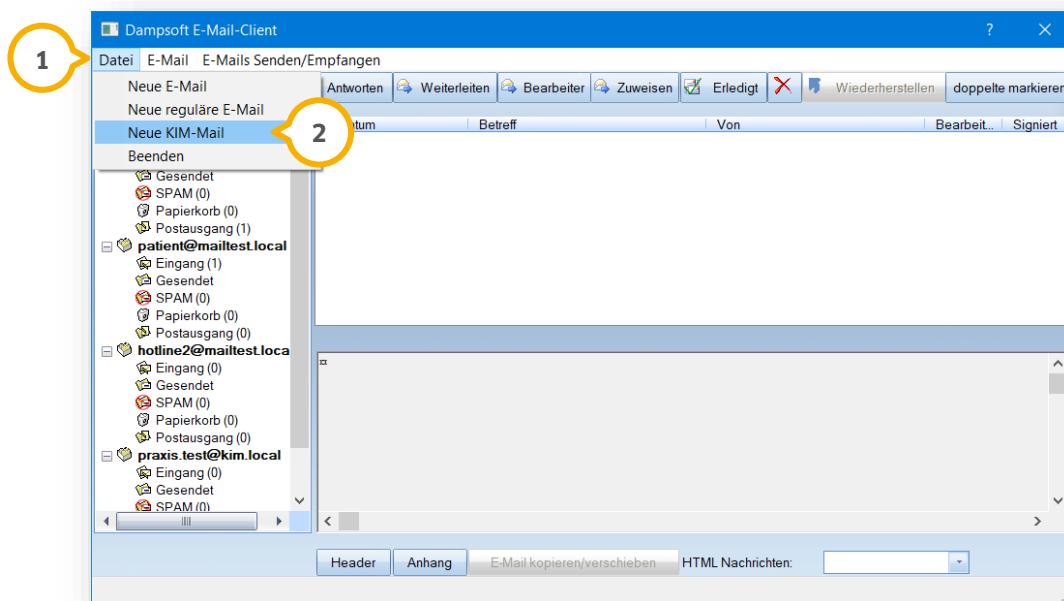 Dampsoft E-Mail-Client
1
Datei E-Mail E-Mails Senden/Empfangen
Neue E-Mail
Neue reguläre E-Mail
Neue KIM-Mail
Beenden
2
Antworten Weiterleiten Bearbeiter Zuweisen Erledigt Wiederherstellen doppelte markieren
Betreff Von Bearbeit... Signiert
Gesendet
SPAM (0)
Papierkorb (0)
Postausgang (1)
patient@mailtest.local
Eingang (1)
Gesendet
SPAM (0)
Papierkorb (0)
Postausgang (0)
hotline2@mailtest.loca
Eingang (0)
Gesendet
SPAM (0)
Papierkorb (0)
Postausgang (0)
praxis.test@kim.local
Eingang (0)
Gesendet
SPAM (0)
¤
Header Anhang E-Mail kopieren/verschieben HTML Nachrichten: